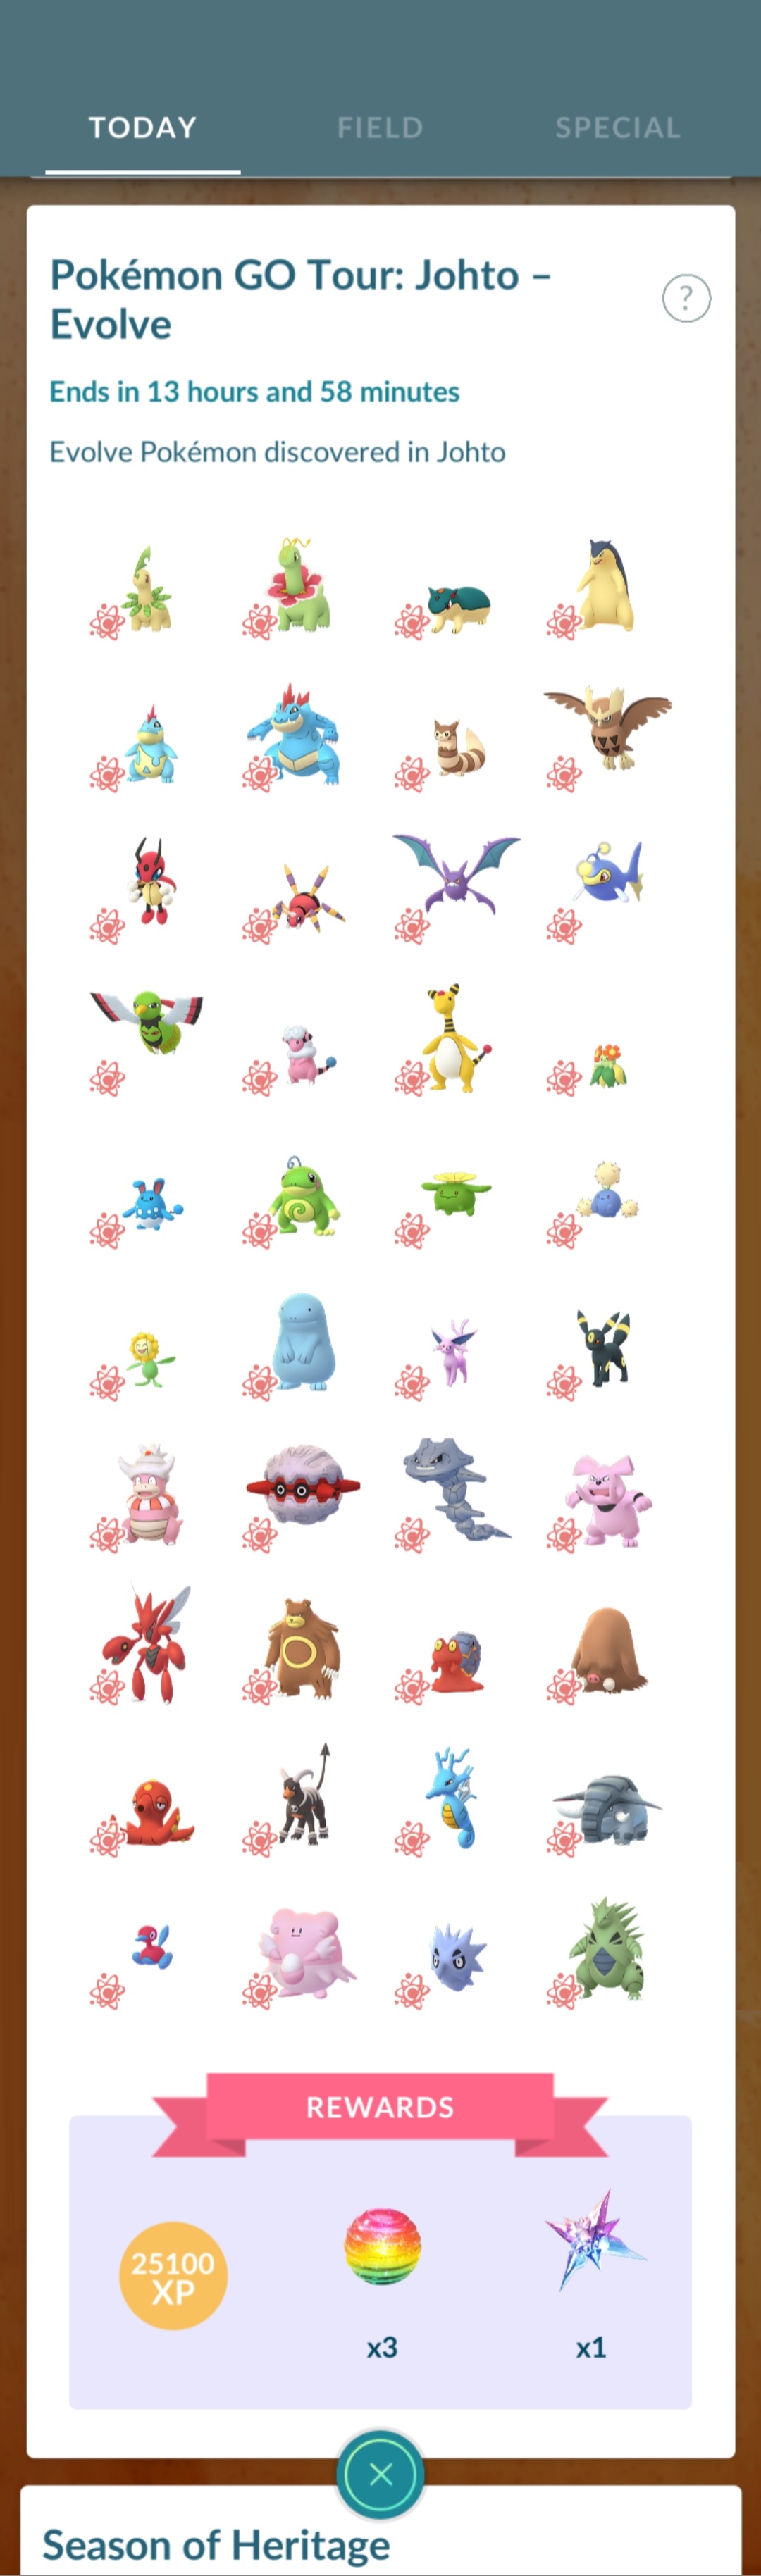 TODAY
FIELD
SPECIAL
Pokémon GO Tour: Johto –
Evolve
?
Ends in 13 hours and 58 minutes
Evolve Pokémon discovered in Johto
REWARDS
25100
XP
x3
x1
Season of Heritage